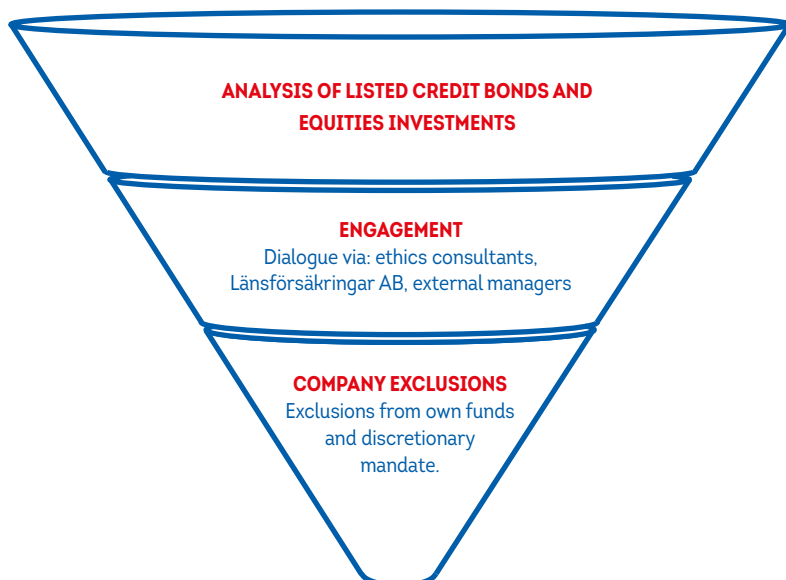 ANALYSIS OF LISTED CREDIT BONDS AND
EQUITIES INVESTMENTS
ENGAGEMENT
Dialogue via: ethics consultants,
Länsförsäkringar AB, external managers
COMPANY EXCLUSIONS
Exclusions from own funds
and discretionary
mandate.